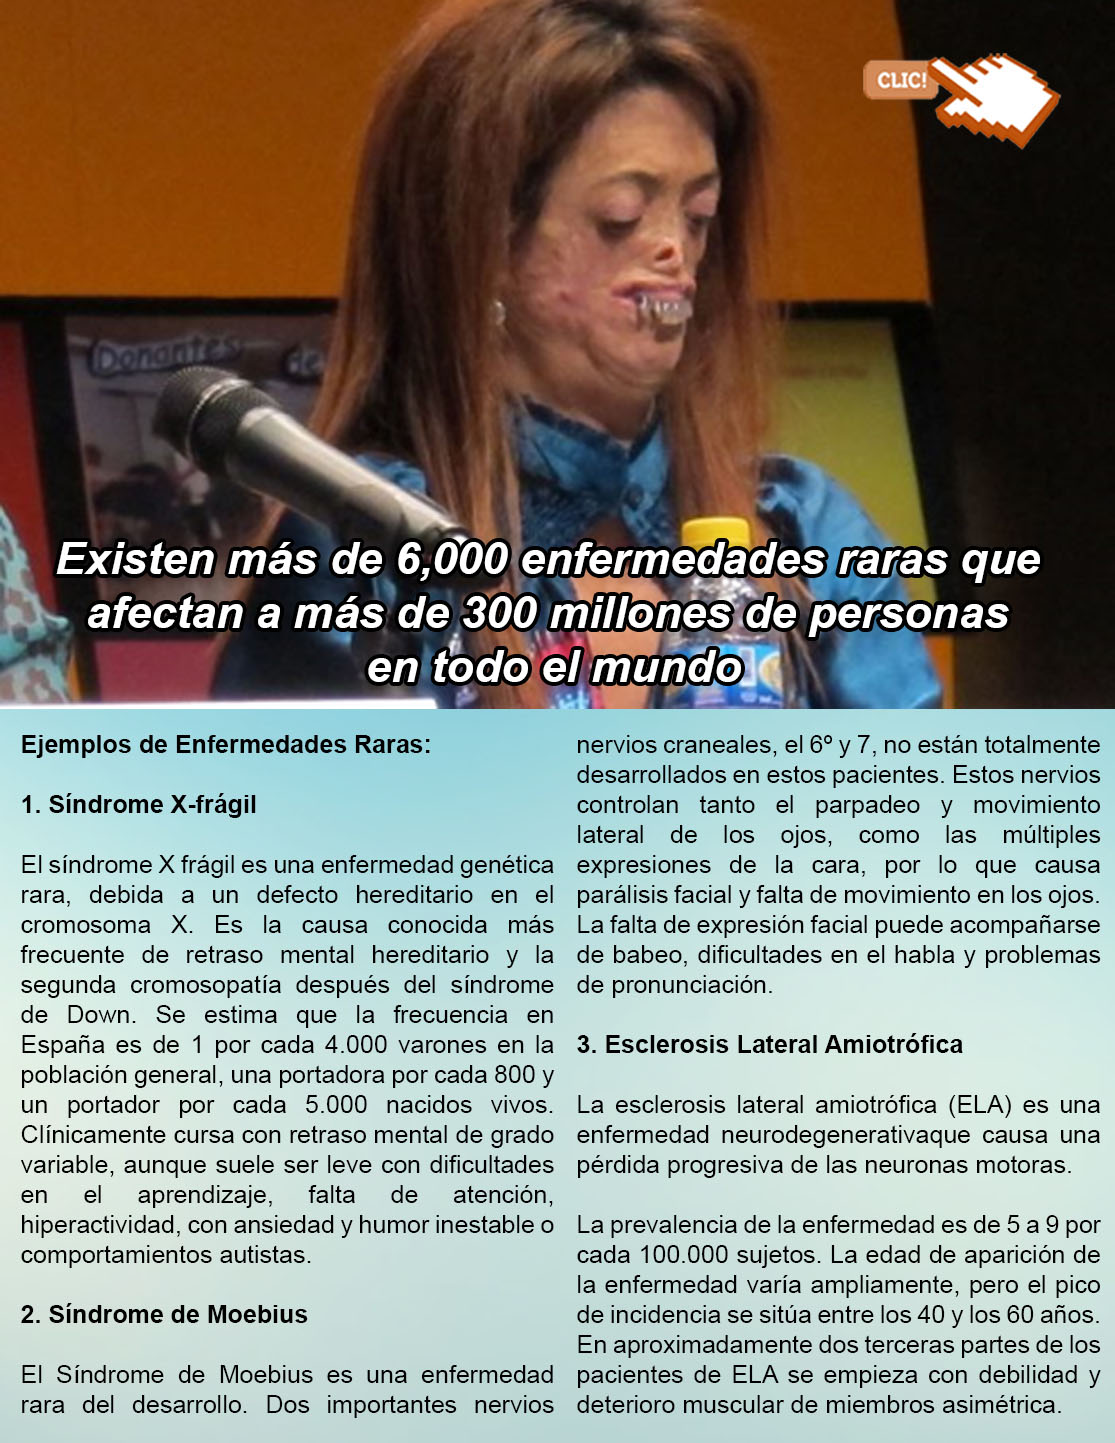 CLIC!
Donantes de
Existen más de 6,000 enfermedades raras que
afectan a más de 300 millones de personas
en todo el mundo
Ejemplos de Enfermedades Raras:
1. Síndrome X-frágil
El síndrome X frágil es una enfermedad genética
rara, debida a un defecto hereditario en el
cromosoma X. Es la causa conocida más
frecuente de retraso mental hereditario y la
segunda cromosopatía después del síndrome
de Down. Se estima que la frecuencia en
España es de 1 por cada 4.000 varones en la
población general, una portadora por cada 800 y
un portador por cada 5.000 nacidos vivos.
Clínicamente cursa con retraso mental de grado
variable, aunque suele ser leve con dificultades
en el aprendizaje, falta de atención,
hiperactividad, con ansiedad y humor inestable o
comportamientos autistas.
2. Síndrome de Moebius
El Síndrome de Moebius es una enfermedad
rara del desarrollo. Dos importantes nervios
nervios craneales, el 6º y 7, no están totalmente
desarrollados en estos pacientes. Estos nervios
controlan tanto el parpadeo y movimiento
lateral de los ojos, como las múltiples
expresiones de la cara, por lo que causa
parálisis facial y falta de movimiento en los ojos.
La falta de expresión facial puede acompañarse
de babeo, dificultades en el habla y problemas
de pronunciación.
3. Esclerosis Lateral Amiotrófica
La esclerosis lateral amiotrófica (ELA) es una
enfermedad neurodegenerativaque causa una
pérdida progresiva de las neuronas motoras.
La prevalencia de la enfermedad es de 5 a 9 por
cada 100.000 sujetos. La edad de aparición de
la enfermedad varía ampliamente, pero el pico
de incidencia se sitúa entre los 40 y los 60 años.
En aproximadamente dos terceras partes de los
pacientes de ELA se empieza con debilidad y
deterioro muscular de miembros asimétrica.